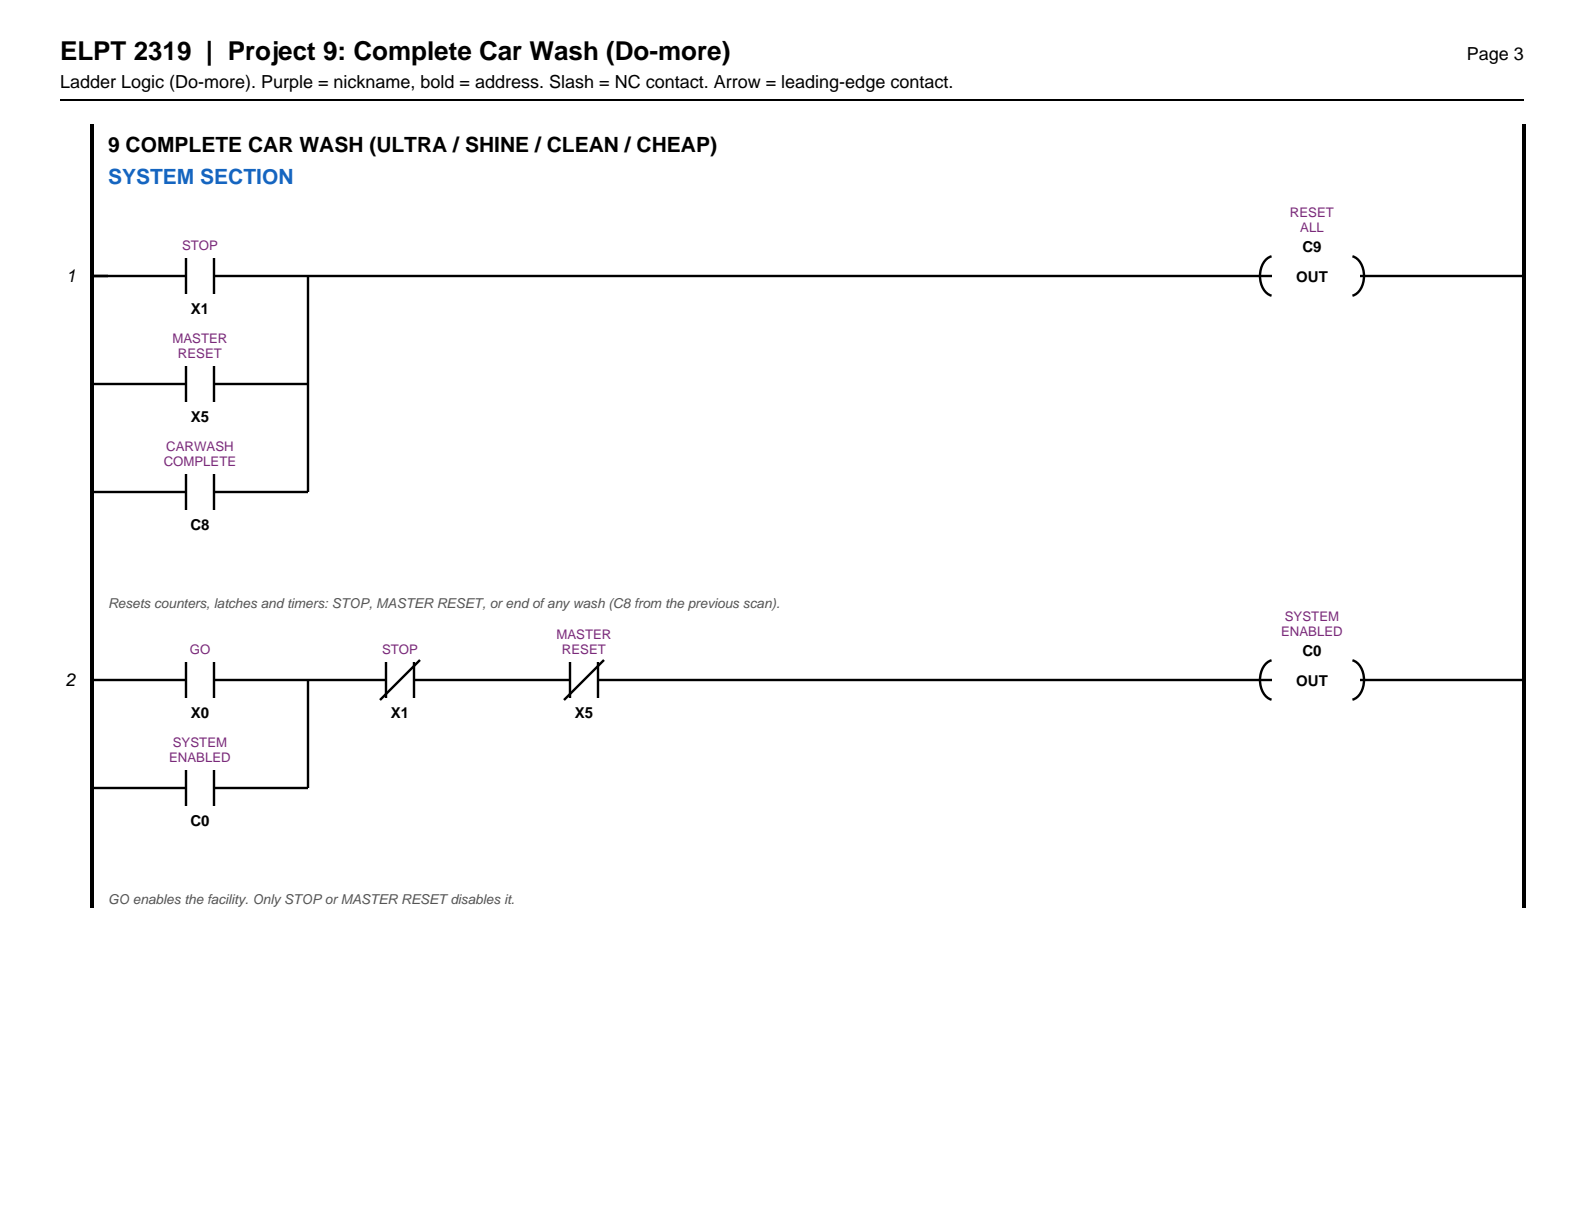 ELPT 2319 | Project 9: Complete Car Wash (Do-more)
Page 3
Ladder Logic (Do-more). Purple = nickname, bold = address. Slash = NC contact. Arrow = leading-edge contact.
9 COMPLETE CAR WASH (ULTRA / SHINE / CLEAN / CHEAP)
SYSTEM SECTION
1
STOP
X1
RESET
ALL
C9
OUT
MASTER
RESET
X5
CARWASH
COMPLETE
C8
Resets counters, latches and timers: STOP, MASTER RESET, or end of any wash (C8 from the previous scan).
2
GO
X0
STOP
X1
MASTER
RESET
X5
SYSTEM
ENABLED
C0
OUT
SYSTEM
ENABLED
C0
GO enables the facility. Only STOP or MASTER RESET disables it.